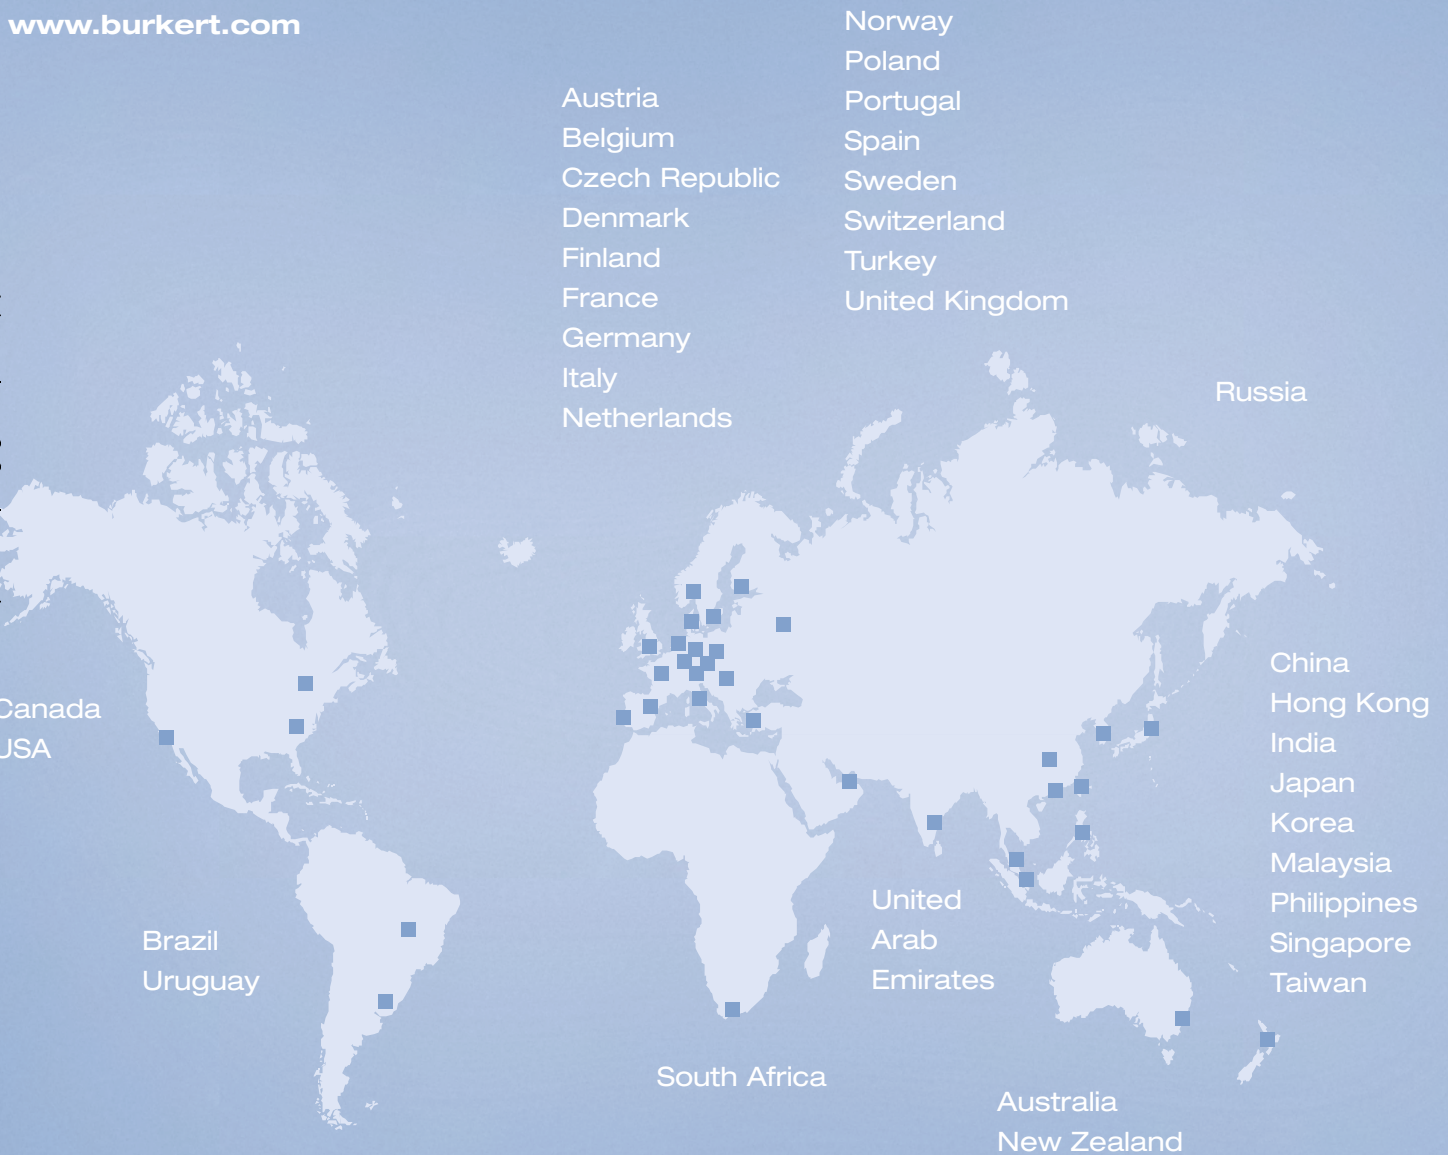 www.burkert.com
Austria
Belgium
Czech Republic
Denmark
Finland
France
Germany
Italy
Netherlands
Norway
Poland
Portugal
Spain
Sweden
Switzerland
Turkey
United Kingdom
Russia
Canada
USA
China
Hong Kong
India
Japan
Korea
Malaysia
Philippines
Singapore
Taiwan
Brazil
Uruguay
United
Arab
Emirates
South Africa
Australia
New Zealand